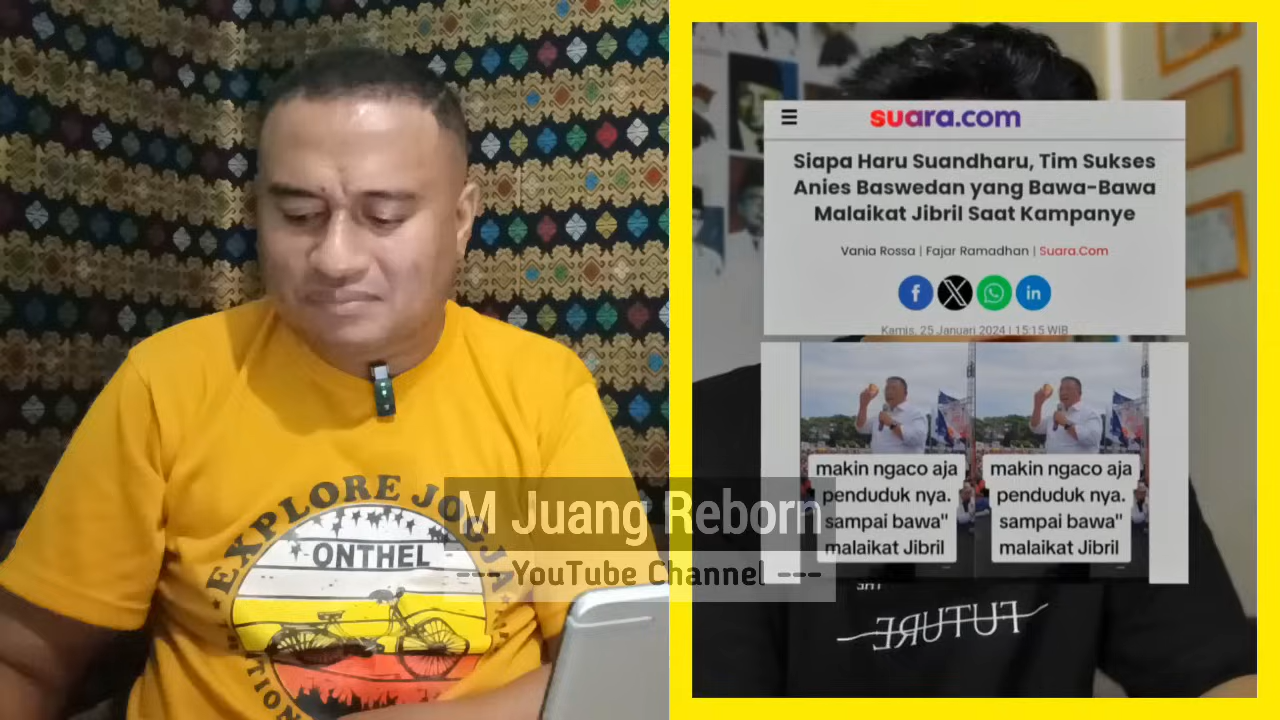 EXPLORE JOGJA
ONTHEL
suara.com
Siapa Haru Suandharu, Tim Sukses
Anies Baswedan yang Bawa-Bawa
Malaikat Jibril Saat Kampanye
Vania Rossa | Fajar Ramadhan | Suara.Com
Kamis, 25 Januari 2024 | 15:15 WIB
makin ngaco aja
penduduk nya.
sampai bawa"
malaikat Jibril
makin ngaco aja
penduduk nya.
sampai bawa"
malaikat Jibril
M Juang Reborn
--- YouTube Channel ---
FUTURE